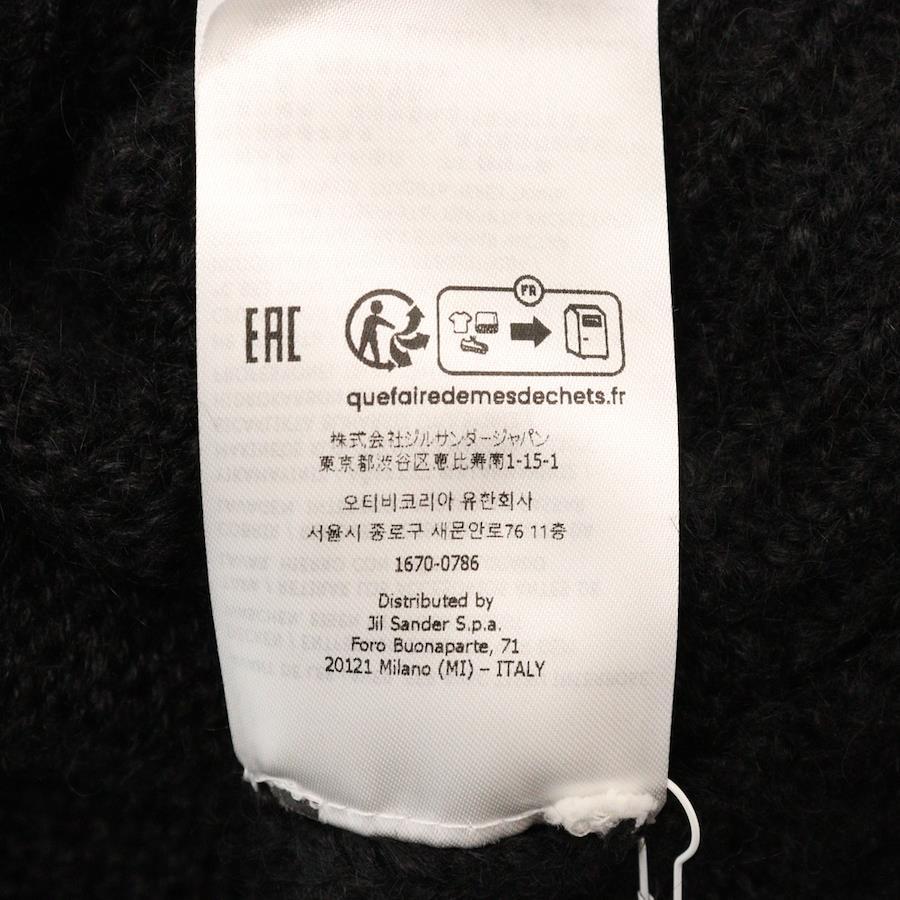 EAC
FR
quefairedemesdechets.fr
株式会社ジルサンダージャパン
東京都渋谷区恵比寿南1-15-1
오티비코리아 유한회사
서울시 종로구 새문안로76 11층
1670-0786
Distributed by
Jil Sander S.p.a.
Foro Buonaparte, 71
20121 Milano (MI) – ITALY